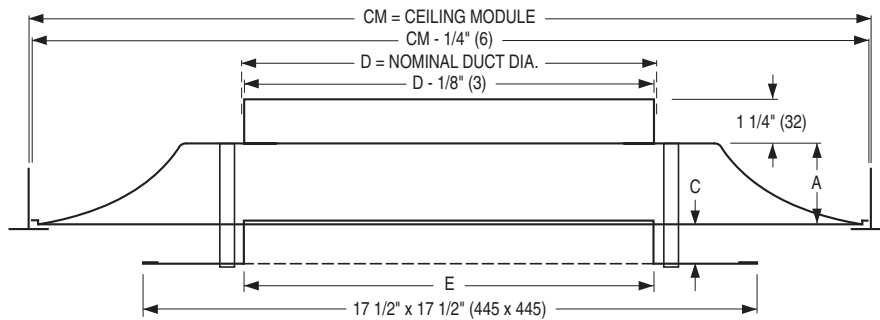 CM = CEILING MODULE
CM - 1/4" (6)
D = NOMINAL DUCT DIA.
D - 1/8" (3)
1 1/4" (32)
A
C
E
17 1/2" x 17 1/2" (445 x 445)